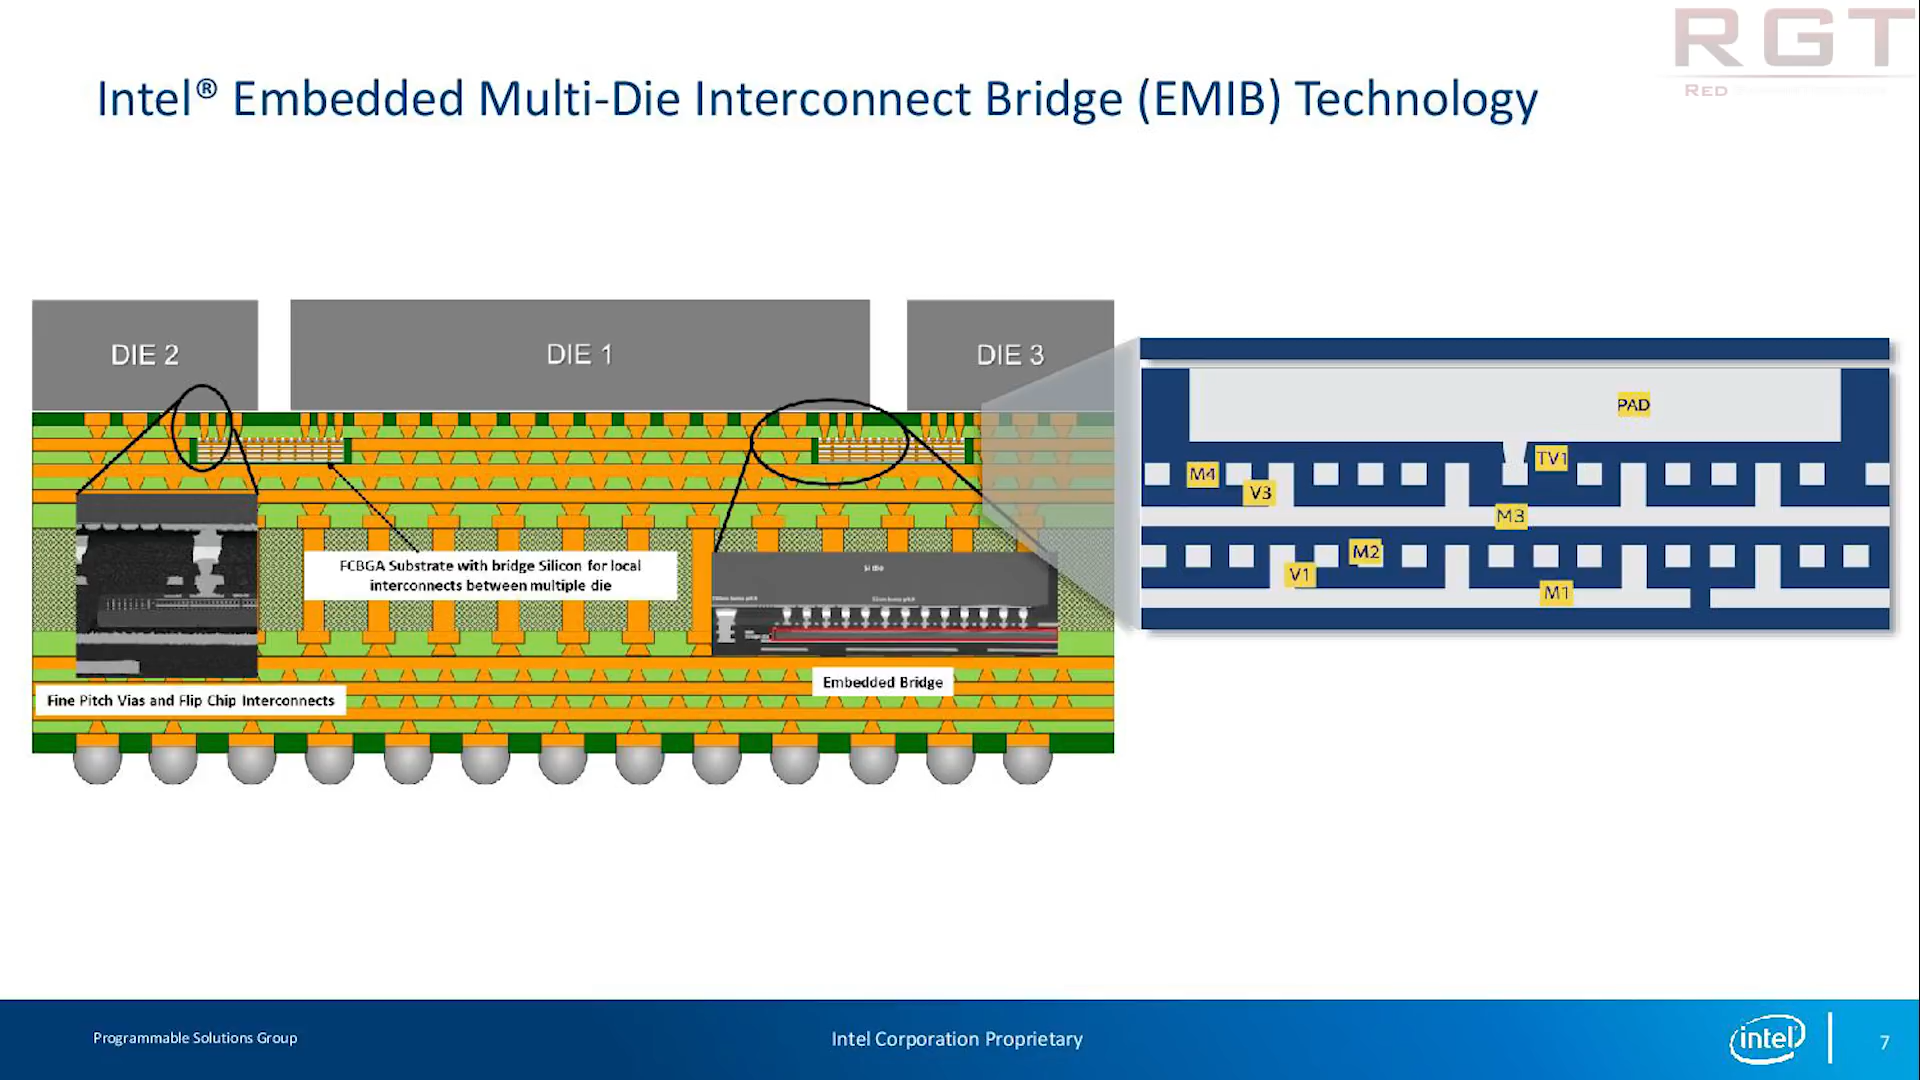 RGT
RED
Intel® Embedded Multi-Die Interconnect Bridge (EMIB) Technology
DIE 2
DIE 1
DIE 3
PAD
TV1
M4
V3
M3
M2
V1
M1
FCBGA Substrate with bridge Silicon for local
interconnects between multiple die
Si die
Embedded Bridge
Fine Pitch Vias and Flip Chip Interconnects
Programmable Solutions Group
Intel Corporation Proprietary
intel
7